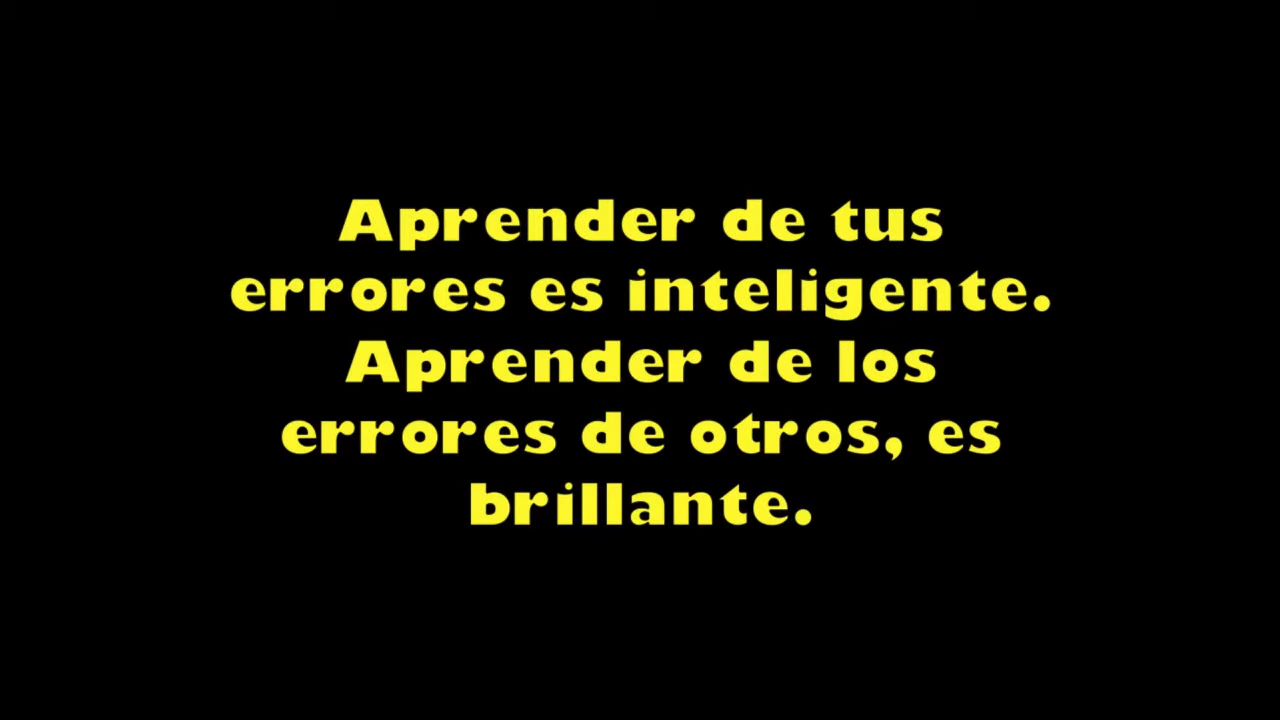 Aprender de tus
errores es inteligente.
Aprender de los
errores de otros, es
brillante.